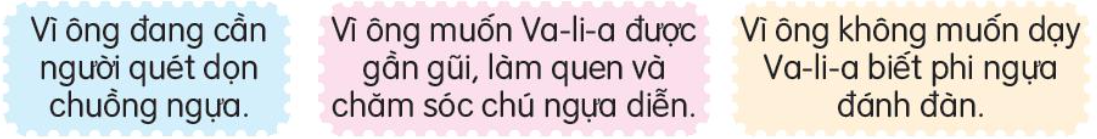 Vì ông đang cần
người quét dọn
chuồng ngựa.
Vì ông muốn Va-li-a được
gần gũi, làm quen và
chăm sóc chú ngựa diễn.
Vì ông không muốn dạy
Va-li-a biết phi ngựa
đánh đàn.